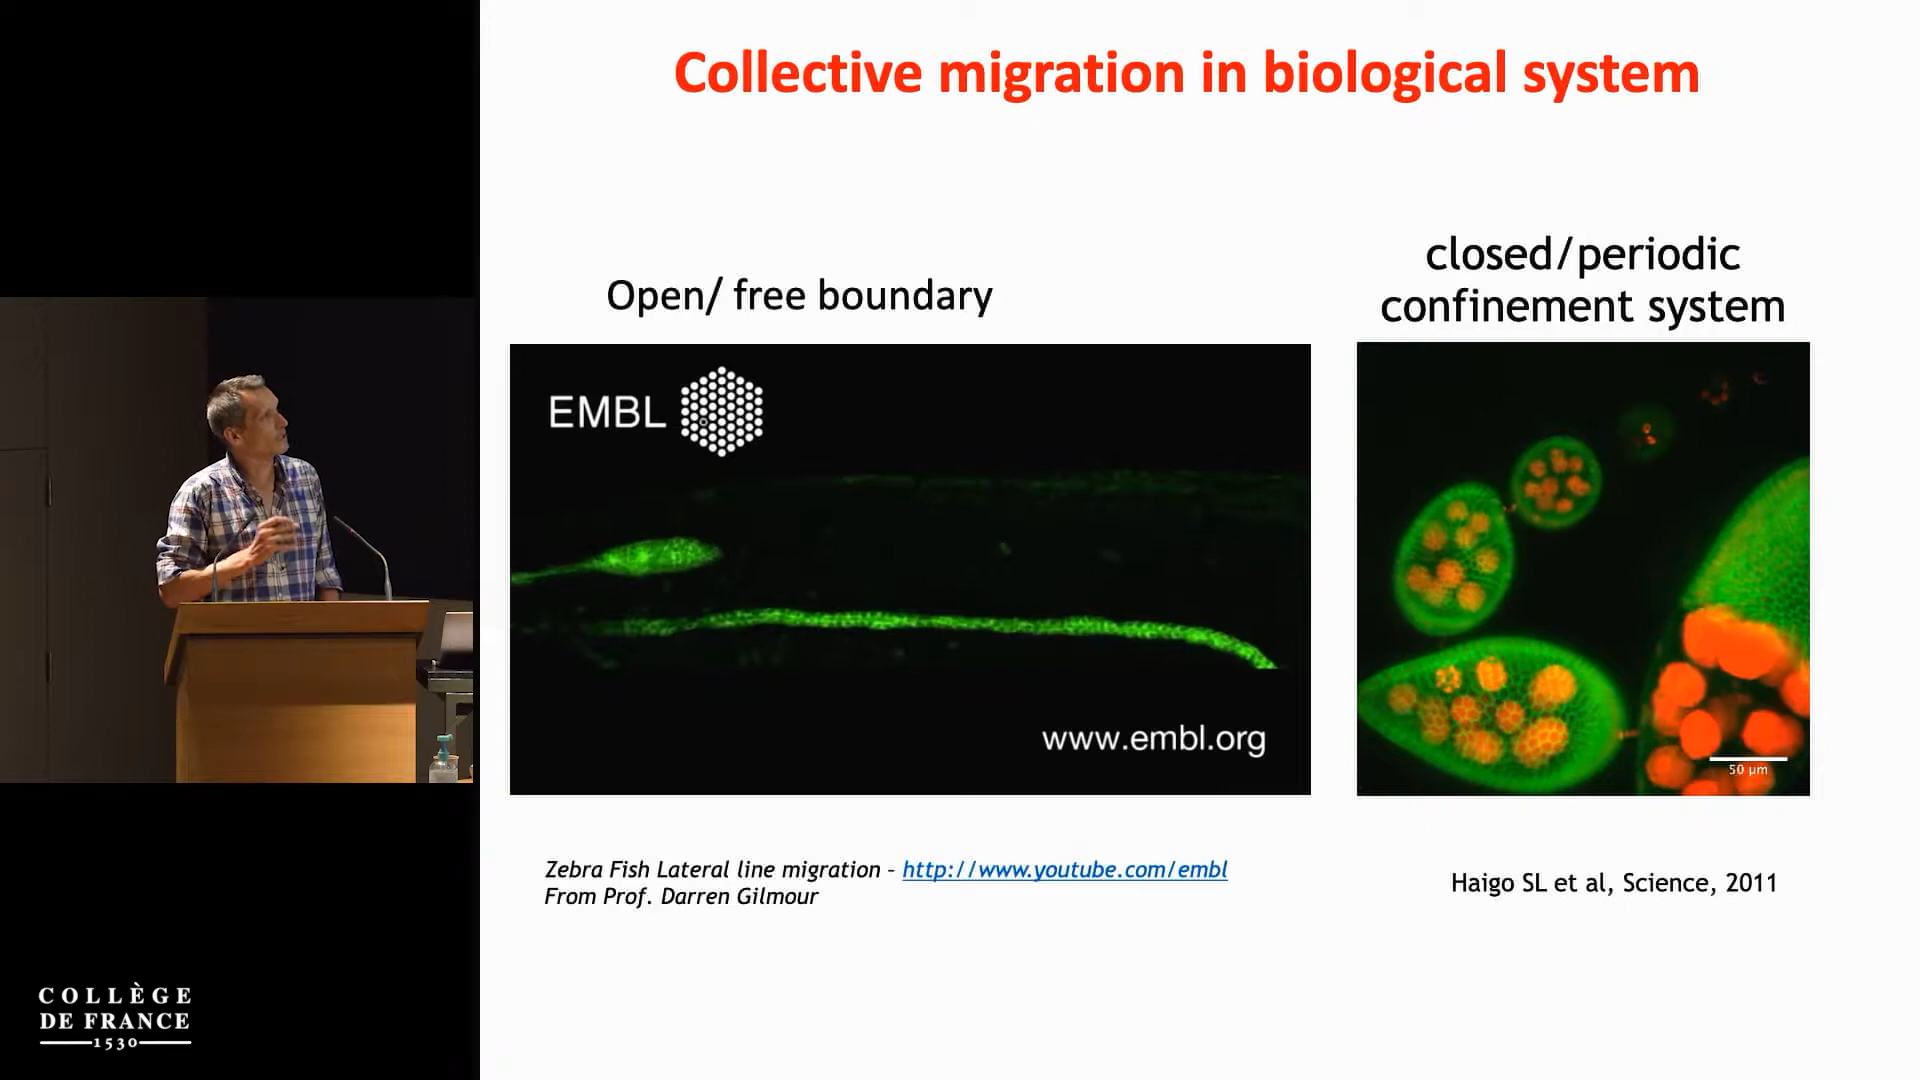 Collective migration in biological system
Open/ free boundary
closed/periodic
confinement system
EMBL
www.embl.org
50 µm
Zebra Fish Lateral line migration – http://www.youtube.com/embl
From Prof. Darren Gilmour
Haigo SL et al, Science, 2011
COLLÈGE
DE FRANCE
1530